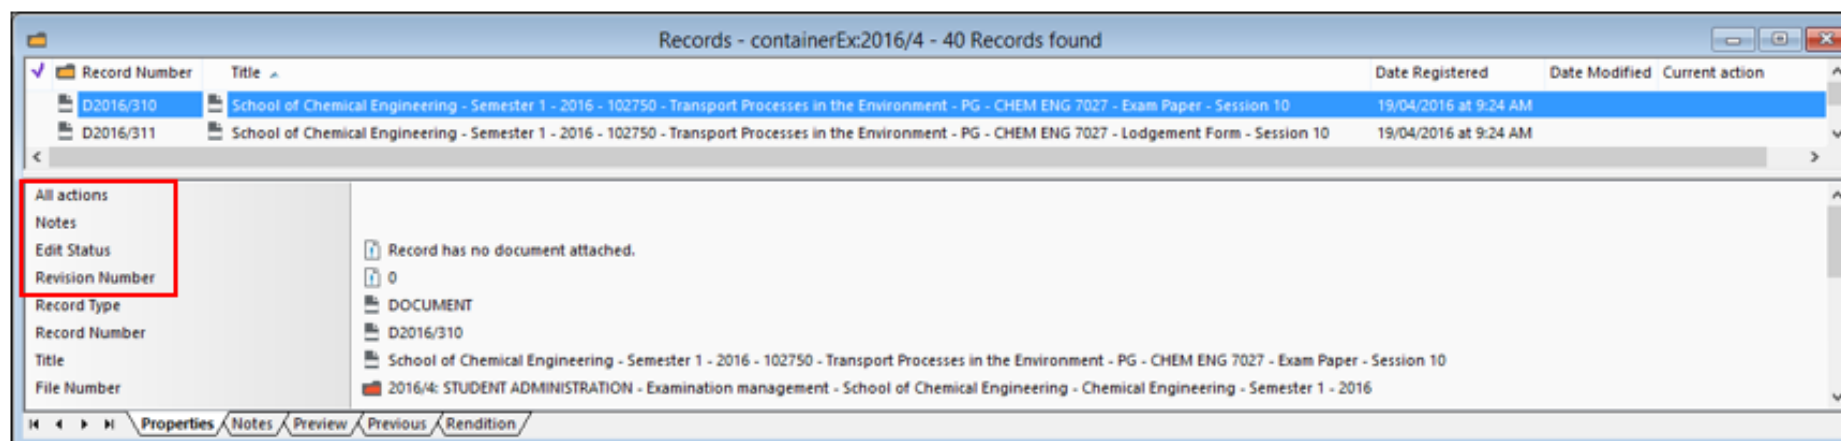 Records - containerEx:2016/4 - 40 Records found
Record Number Title Date Registered Date Modified Current action
D2016/310 School of Chemical Engineering - Semester 1 - 2016 - 102750 - Transport Processes in the Environment - PG - CHEM ENG 7027 - Exam Paper - Session 10 19/04/2016 at 9:24 AM
D2016/311 School of Chemical Engineering - Semester 1 - 2016 - 102750 - Transport Processes in the Environment - PG - CHEM ENG 7027 - Lodgement Form - Session 10 19/04/2016 at 9:24 AM
All actions
Notes
Edit Status Record has no document attached.
Revision Number 0
Record Type DOCUMENT
Record Number D2016/310
Title School of Chemical Engineering - Semester 1 - 2016 - 102750 - Transport Processes in the Environment - PG - CHEM ENG 7027 - Exam Paper - Session 10
File Number 2016/4: STUDENT ADMINISTRATION - Examination management - School of Chemical Engineering - Chemical Engineering - Semester 1 - 2016
Properties Notes Preview Previous Rendition